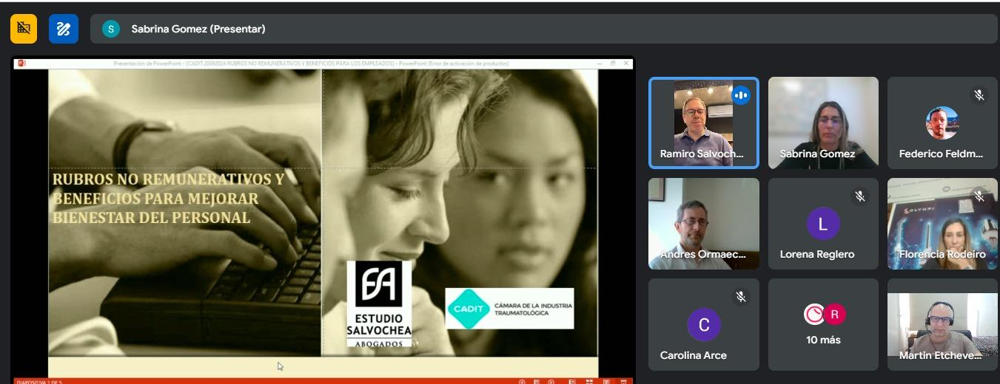 S
Sabrina Gomez (Presentar)
Presentación de PowerPoint - [CADIT 20092024 RUBROS NO REMUNERATIVOS Y BENEFICIOS PARA LOS EMPLEADOS] - PowerPoint (Error de activación de productos)
RUBROS NO REMUNERATIVOS Y
BENEFICIOS PARA MEJORAR
BIENESTAR DEL PERSONAL
ESTUDIO
SALVOCHEA
ABOGADOS
CADIT
CÁMARA DE LA INDUSTRIA
TRAUMATOLÓGICA
DIAPOSITIVA 1 DE 5
Ramiro Salvoch...
Sabrina Gomez
Federico Feldm...
Andres Ormaec...
L
Lorena Reglero
OLYMP
Florencia Rodeiro
C
Carolina Arce
R
10 más
Martin Etcheve...